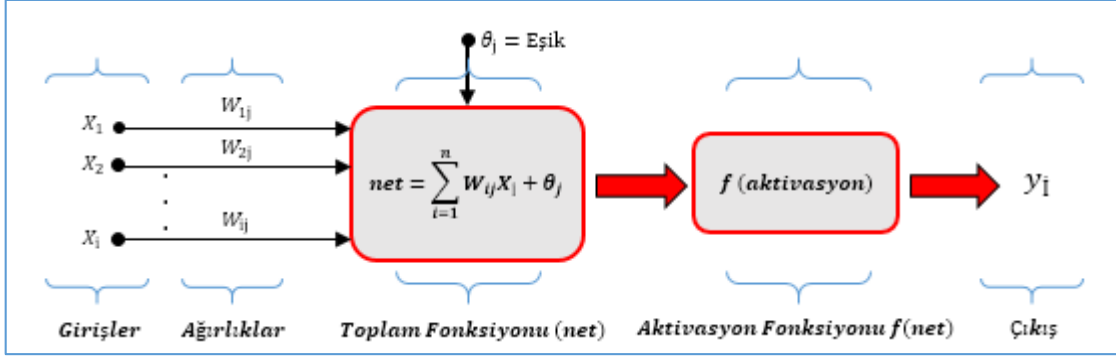 θj = Eşik
X1
W1j
X2
W2j
.
.
.
Xi
Wij
net = ∑_{i=1}^{n} WijXi + θj
f (aktivasyon)
yİ
Girişler
Ağırlıklar
Toplam Fonksiyonu (net)
Aktivasyon Fonksiyonu f(net)
Çıkış